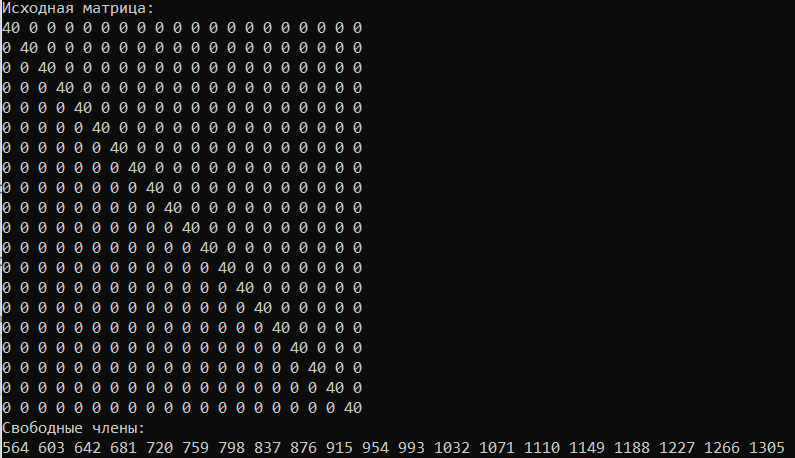 Исходная матрица:
40 0 0 0 0 0 0 0 0 0 0 0 0 0 0 0 0 0 0 0
0 40 0 0 0 0 0 0 0 0 0 0 0 0 0 0 0 0 0 0
0 0 40 0 0 0 0 0 0 0 0 0 0 0 0 0 0 0 0 0
0 0 0 40 0 0 0 0 0 0 0 0 0 0 0 0 0 0 0 0
0 0 0 0 40 0 0 0 0 0 0 0 0 0 0 0 0 0 0 0
0 0 0 0 0 40 0 0 0 0 0 0 0 0 0 0 0 0 0 0
0 0 0 0 0 0 40 0 0 0 0 0 0 0 0 0 0 0 0 0
0 0 0 0 0 0 0 40 0 0 0 0 0 0 0 0 0 0 0 0
0 0 0 0 0 0 0 0 40 0 0 0 0 0 0 0 0 0 0 0
0 0 0 0 0 0 0 0 0 40 0 0 0 0 0 0 0 0 0 0
0 0 0 0 0 0 0 0 0 0 40 0 0 0 0 0 0 0 0 0
0 0 0 0 0 0 0 0 0 0 0 40 0 0 0 0 0 0 0 0
0 0 0 0 0 0 0 0 0 0 0 0 40 0 0 0 0 0 0 0
0 0 0 0 0 0 0 0 0 0 0 0 0 40 0 0 0 0 0 0
0 0 0 0 0 0 0 0 0 0 0 0 0 0 40 0 0 0 0 0
0 0 0 0 0 0 0 0 0 0 0 0 0 0 0 40 0 0 0 0
0 0 0 0 0 0 0 0 0 0 0 0 0 0 0 0 40 0 0 0
0 0 0 0 0 0 0 0 0 0 0 0 0 0 0 0 0 40 0 0
0 0 0 0 0 0 0 0 0 0 0 0 0 0 0 0 0 0 40 0
0 0 0 0 0 0 0 0 0 0 0 0 0 0 0 0 0 0 0 40
Свободные члены:
564 603 642 681 720 759 798 837 876 915 954 993 1032 1071 1110 1149 1188 1227 1266 1305